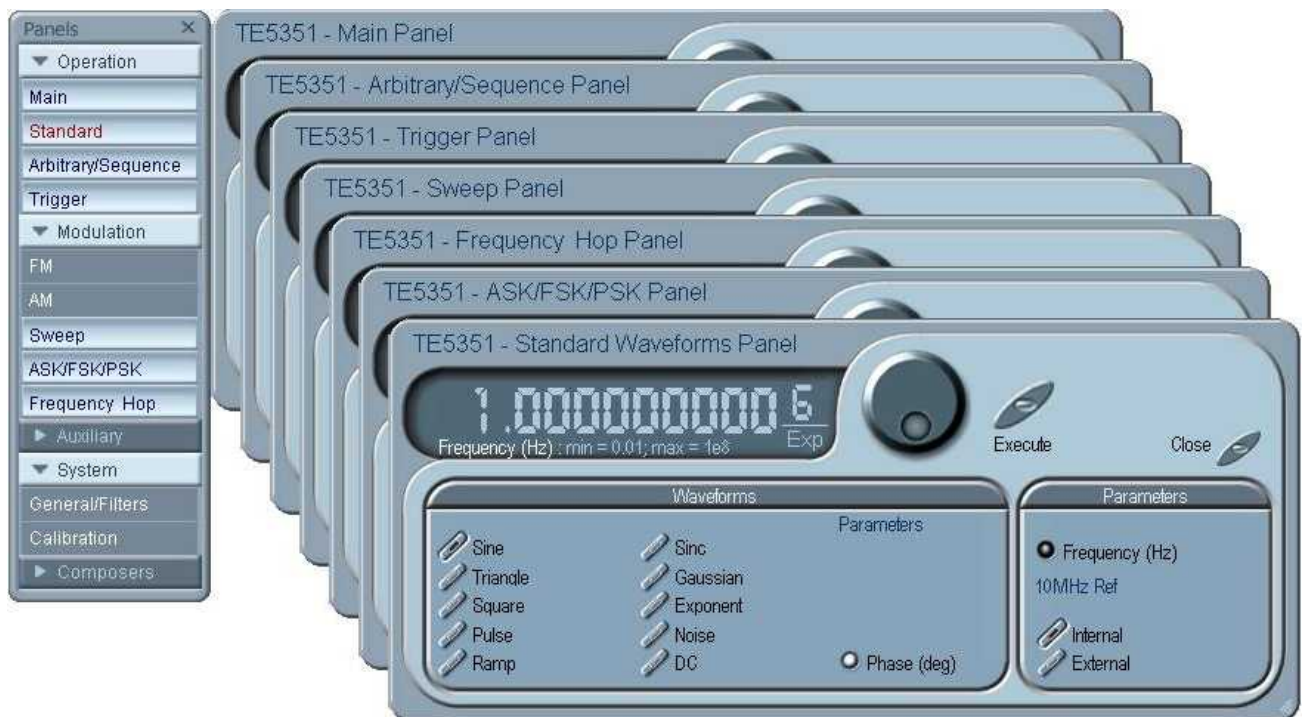 Panels
Operation
Main
Standard
Arbitrary/Sequence
Trigger
Modulation
FM
AM
Sweep
ASK/FSK/PSK
Frequency Hop
Auxiliary
System
General/Filters
Calibration
Composers
TE5351 - Main Panel
TE5351 - Arbitrary/Sequence Panel
TE5351 - Trigger Panel
TE5351 - Sweep Panel
TE5351 - Frequency Hop Panel
TE5351 - ASK/FSK/PSK Panel
TE5351 - Standard Waveforms Panel
1.000000000 6
Exp
Frequency (Hz) : min = 0.01; max = 1e8
Execute
Close
Waveforms
Sine
Triangle
Square
Pulse
Ramp
Sinc
Gaussian
Exponent
Noise
DC
Parameters
Phase (deg)
Parameters
Frequency (Hz)
10MHz Ref
Internal
External